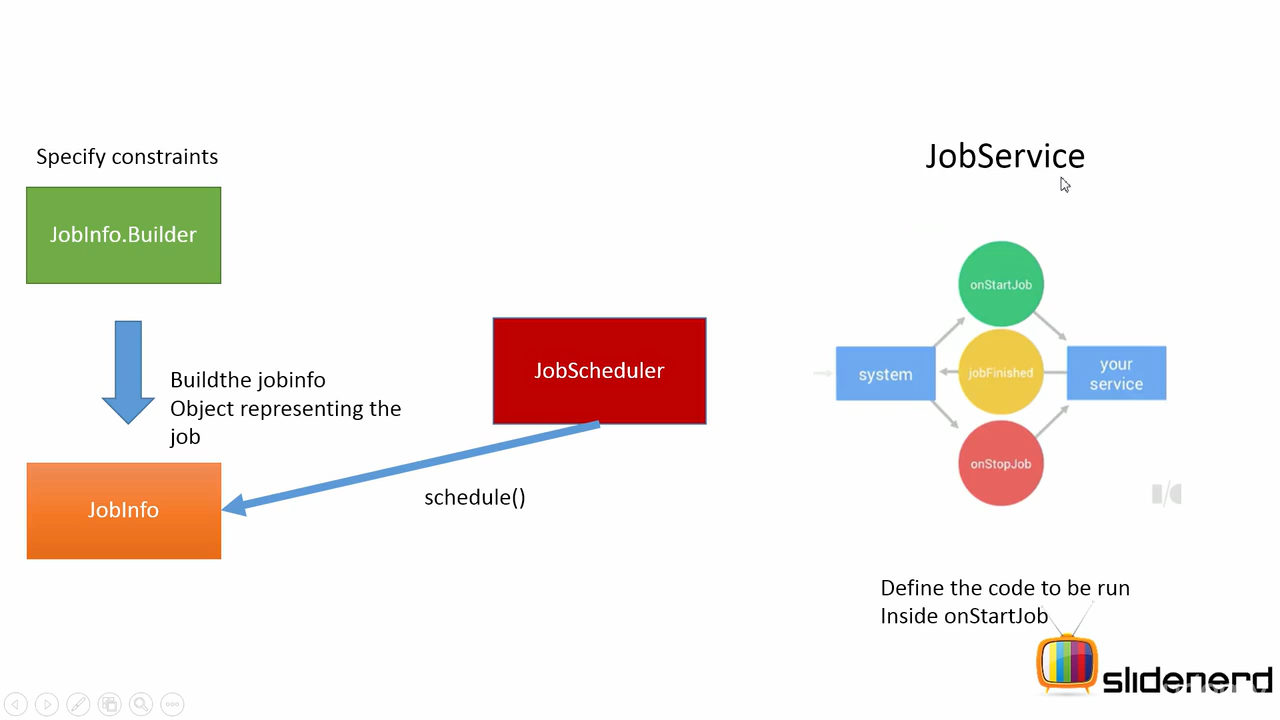 Specify constraints
JobInfo.Builder
Buildthe jobinfo
Object representing the
job
JobInfo
JobScheduler
schedule()
JobService
onStartJob
system
jobFinished
your
service
onStopJob
Define the code to be run
Inside onStartJob
slidenerd